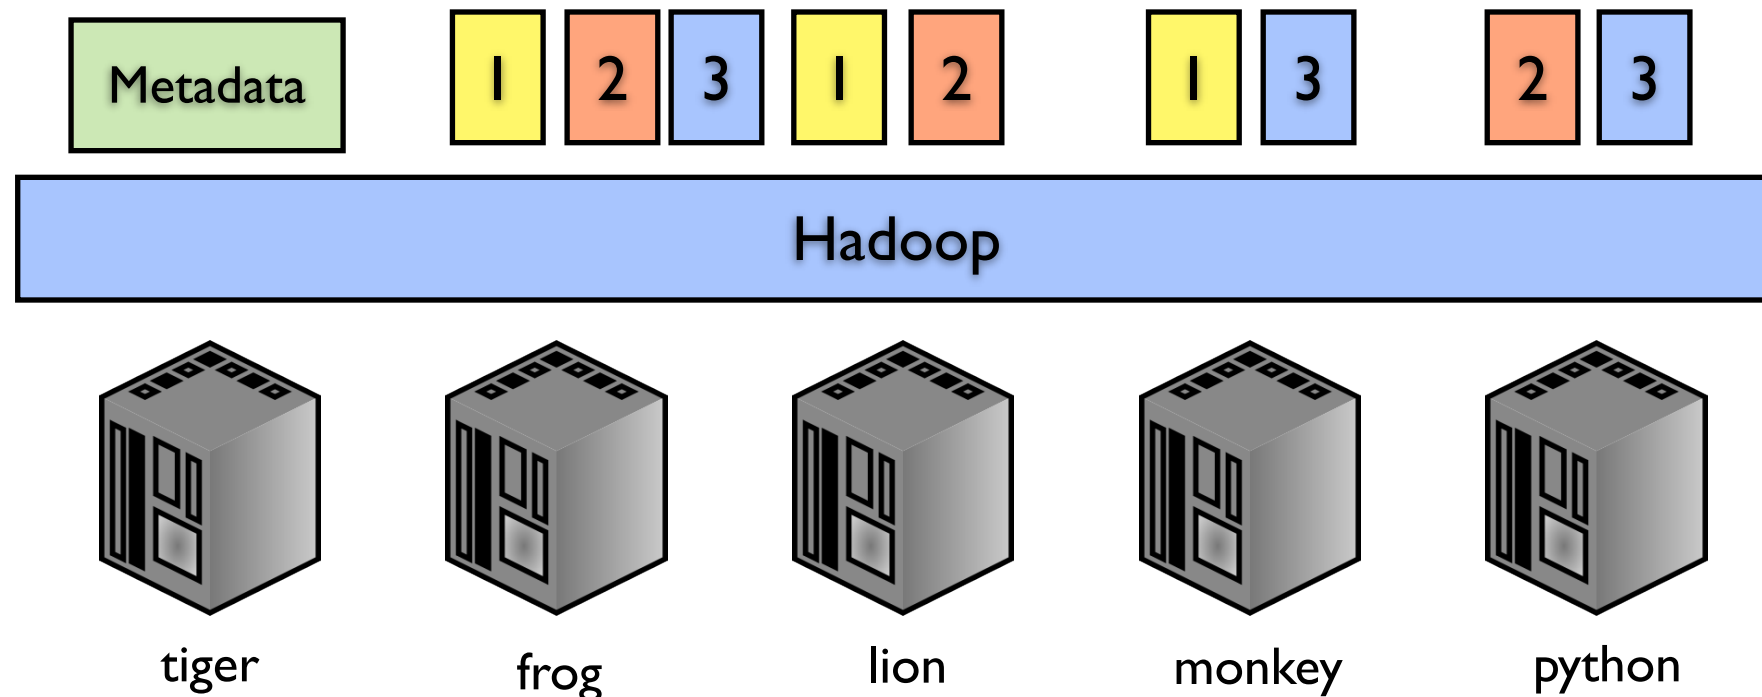 Metadata 1 2 3 1 2 1 3 2 3
Hadoop
tiger frog lion monkey python